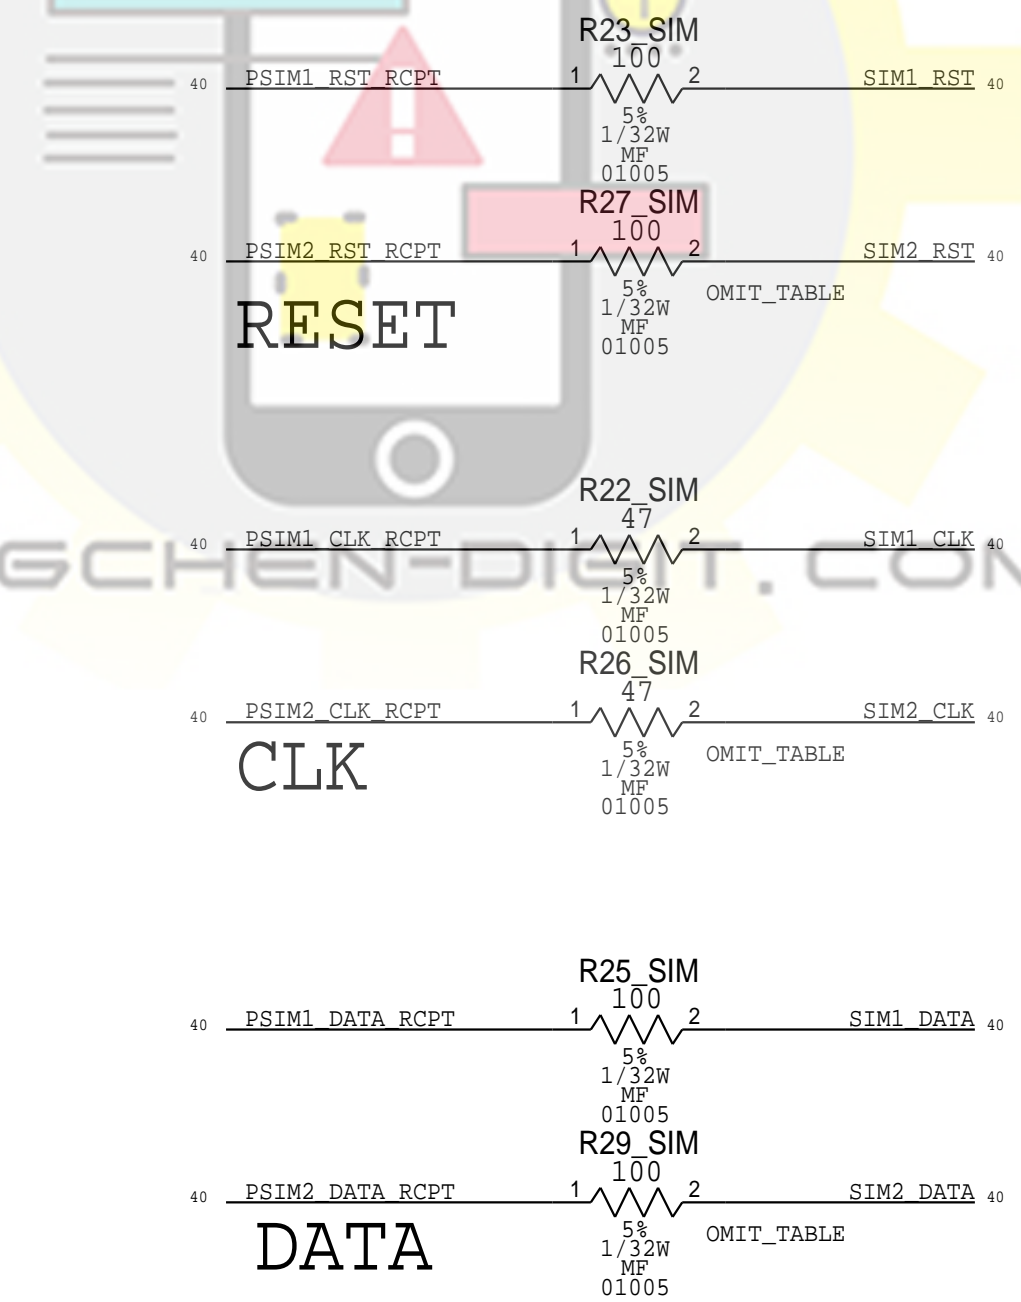 R23_SIM
100
40 PSIM1_RST_RCPT 1 2 SIM1_RST 40
5%
1/32W
MF
01005
R27_SIM
100
40 PSIM2_RST_RCPT 1 2 SIM2_RST 40
5% OMIT_TABLE
1/32W
MF
01005
RESET
R22_SIM
47
40 PSIM1_CLK_RCPT 1 2 SIM1_CLK 40
GCHEN-DIGIT.CON
5%
1/32W
MF
01005
R26_SIM
47
40 PSIM2_CLK_RCPT 1 2 SIM2_CLK 40
5% OMIT_TABLE
1/32W
MF
01005
CLK
R25_SIM
100
40 PSIM1_DATA_RCPT 1 2 SIM1_DATA 40
5%
1/32W
MF
01005
R29_SIM
100
40 PSIM2_DATA_RCPT 1 2 SIM2_DATA 40
5% OMIT_TABLE
1/32W
MF
01005
DATA